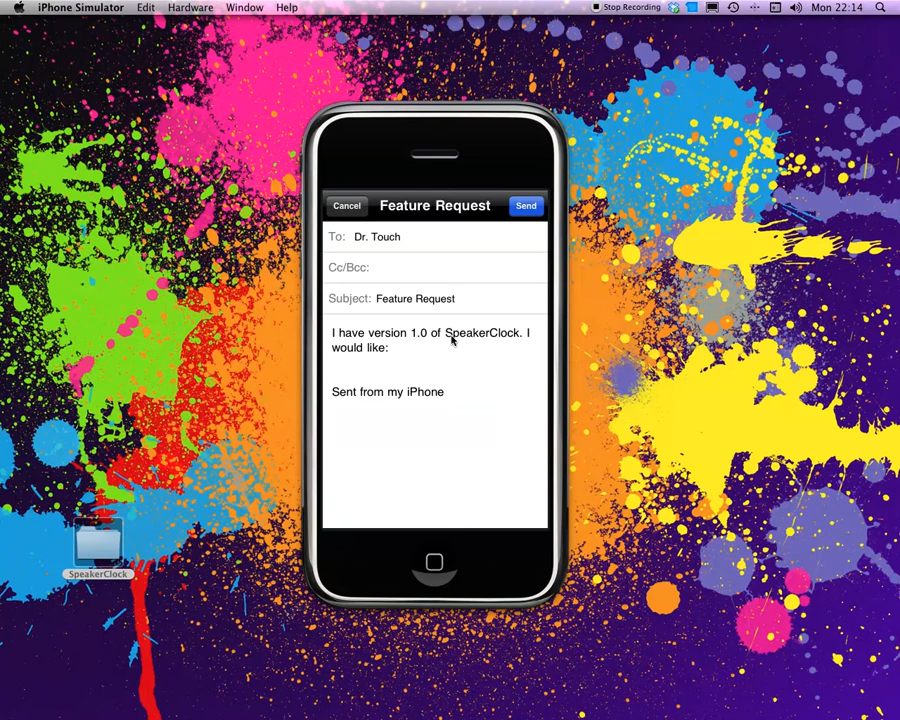 iPhone Simulator Edit Hardware Window Help Stop Recording Mon 22:14
Cancel Feature Request Send
To: Dr. Touch
Cc/Bcc:
Subject: Feature Request
I have version 1.0 of SpeakerClock. I
would like:
Sent from my iPhone
SpeakerClock